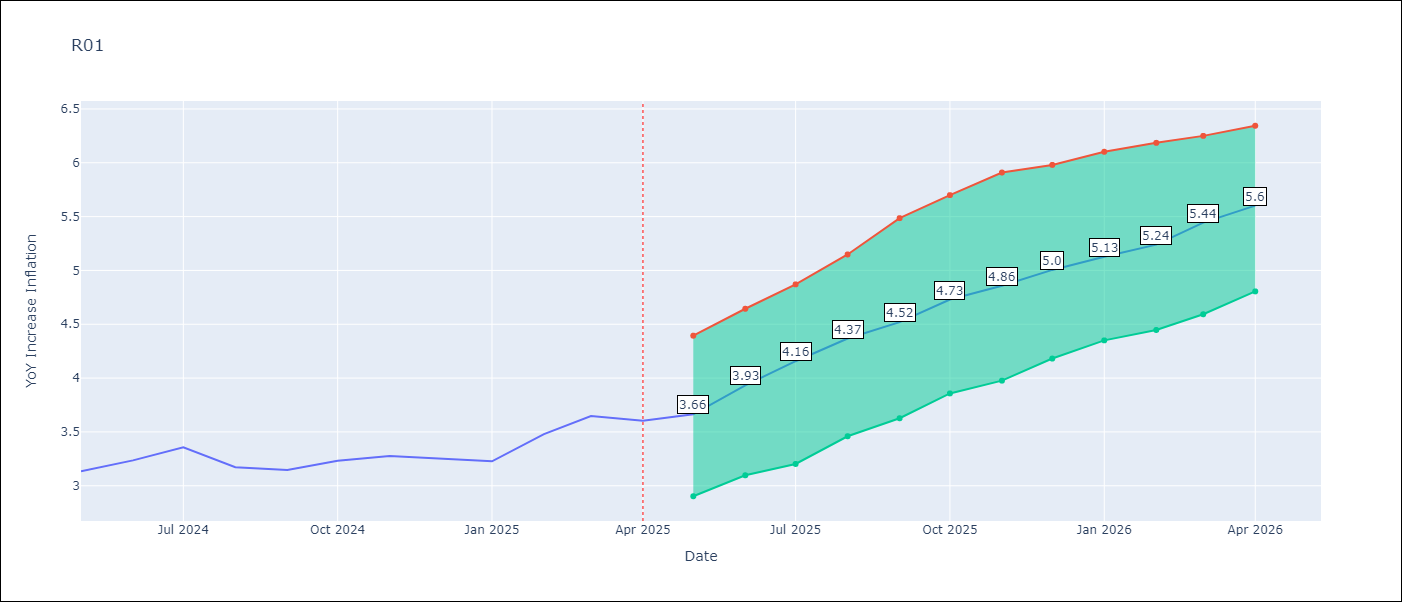 R01
YoY Increase Inflation
6.5
6
5.5
5
4.5
4
3.5
3
3.66
3.93
4.16
4.37
4.52
4.73
4.86
5.0
5.13
5.24
5.44
5.6
Jul 2024
Oct 2024
Jan 2025
Apr 2025
Jul 2025
Oct 2025
Jan 2026
Apr 2026
Date